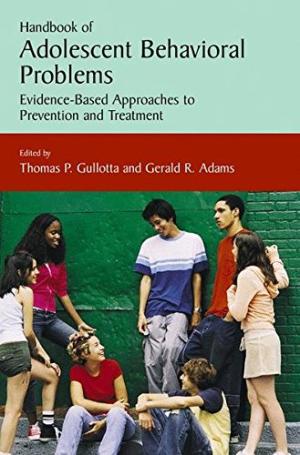 Handbook of
Adolescent Behavioral
Problems
Evidence-Based Approaches to
Prevention and Treatment
Edited by
Thomas P. Gullotta and Gerald R. Adams